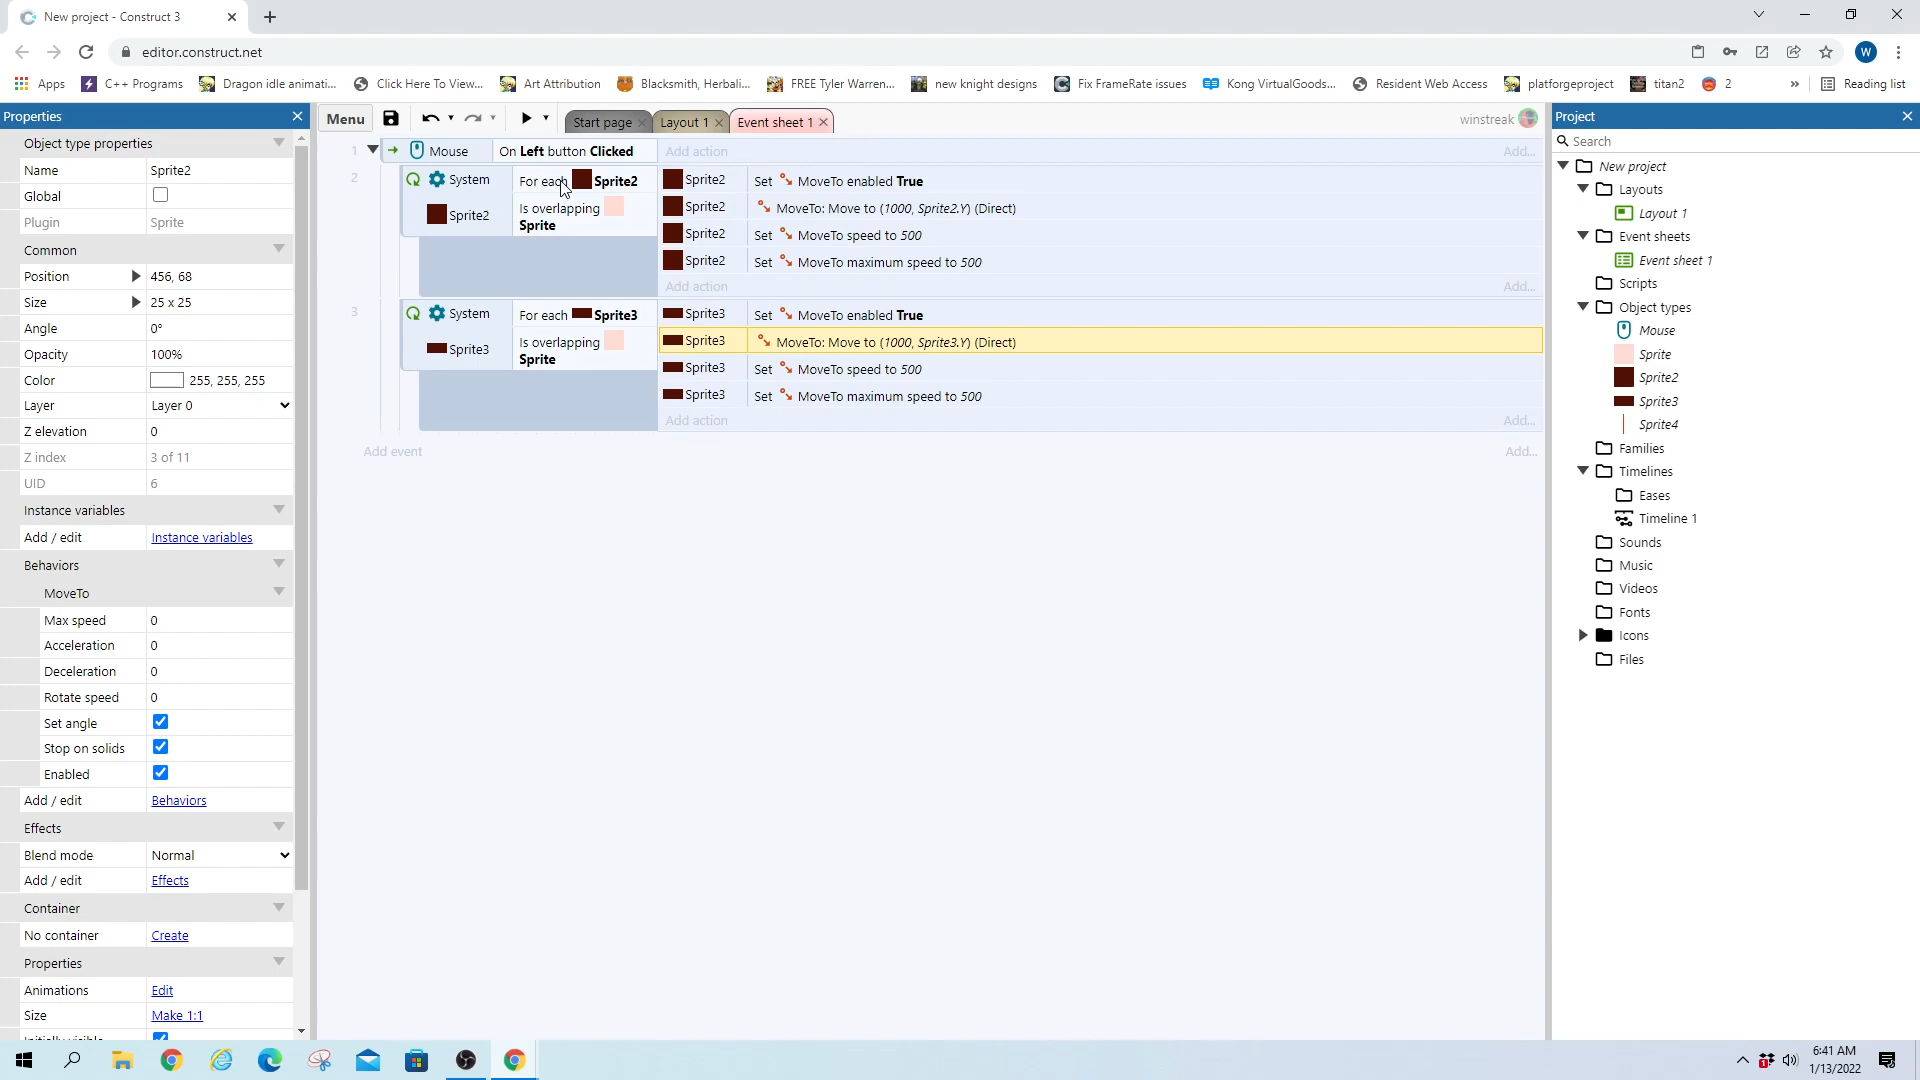 New project - Construct 3
editor.construct.net
W
Apps
C++ Programs
Dragon idle animati...
Click Here To View...
Art Attribution
Blacksmith, Herbali...
FREE Tyler Warren...
new knight designs
Fix FrameRate issues
Kong VirtualGoods...
Resident Web Access
platforgeproject
titan2
2
»
Reading list
Properties
Object type properties
Name Sprite2
Global
Plugin Sprite
Common
Position 456, 68
Size 25 x 25
Angle 0°
Opacity 100%
Color 255, 255, 255
Layer Layer 0
Z elevation 0
Z index 3 of 11
UID 6
Instance variables
Add / edit Instance variables
Behaviors
MoveTo
Max speed 0
Acceleration 0
Deceleration 0
Rotate speed 0
Set angle
Stop on solids
Enabled
Add / edit Behaviors
Effects
Blend mode Normal
Add / edit Effects
Container
No container Create
Properties
Animations Edit
Size Make 1:1
Menu
Start page
Layout 1
Event sheet 1
winstreak
1 Mouse On Left button Clicked Add action Add...
2 System For each Sprite2
Sprite2 Is overlapping
Sprite
Sprite2 Set MoveTo enabled True
Sprite2 MoveTo: Move to (1000, Sprite2.Y) (Direct)
Sprite2 Set MoveTo speed to 500
Sprite2 Set MoveTo maximum speed to 500
Add action Add...
3 System For each Sprite3
Sprite3 Is overlapping
Sprite
Sprite3 Set MoveTo enabled True
Sprite3 MoveTo: Move to (1000, Sprite3.Y) (Direct)
Sprite3 Set MoveTo speed to 500
Sprite3 Set MoveTo maximum speed to 500
Add action Add...
Add event Add...
Project
Search
New project
Layouts
Layout 1
Event sheets
Event sheet 1
Scripts
Object types
Mouse
Sprite
Sprite2
Sprite3
Sprite4
Families
Timelines
Eases
Timeline 1
Sounds
Music
Videos
Fonts
Icons
Files
6:41 AM
1/13/2022